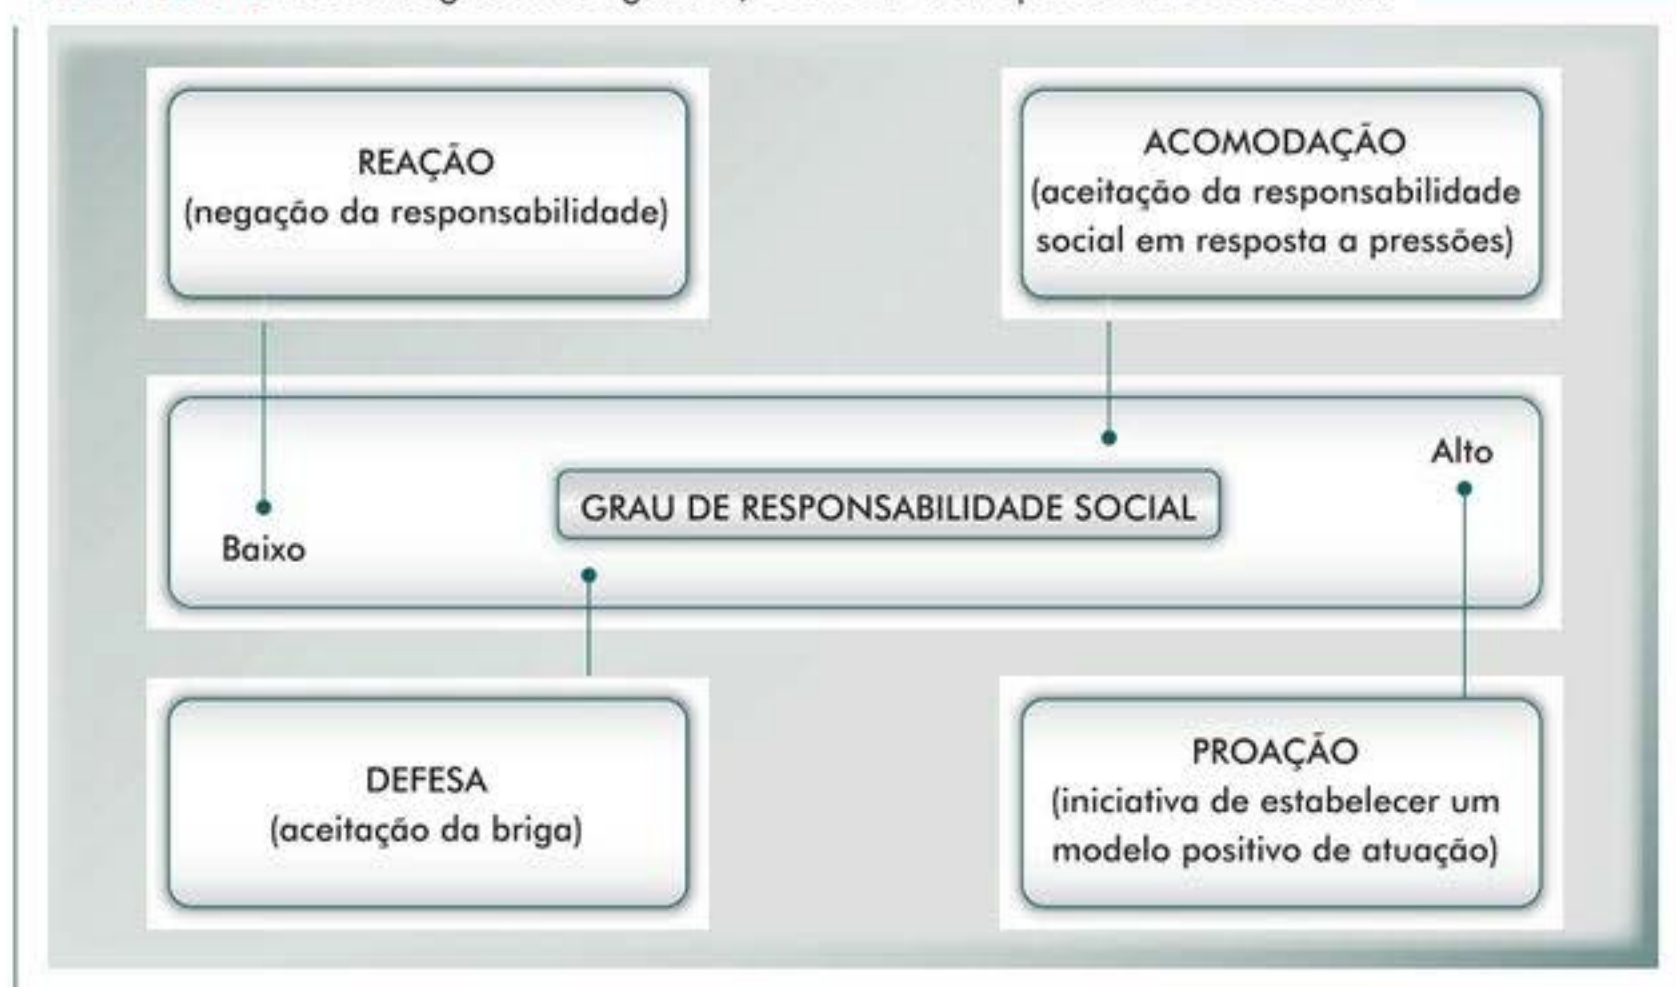 REAÇÃO
(negação da responsabilidade)
ACOMODAÇÃO
(aceitação da responsabilidade
social em resposta a pressões)
Alto
GRAU DE RESPONSABILIDADE SOCIAL
Baixo
DEFESA
(aceitação da briga)
PROAÇÃO
(iniciativa de estabelecer um
modelo positivo de atuação)